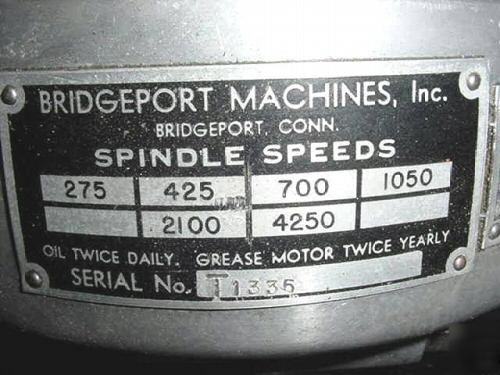 BRIDGEPORT MACHINES, Inc.
BRIDGEPORT, CONN.
SPINDLE SPEEDS
275 425 700 1050
2100 4250
OIL TWICE DAILY. GREASE MOTOR TWICE YEARLY
SERIAL No. T1335